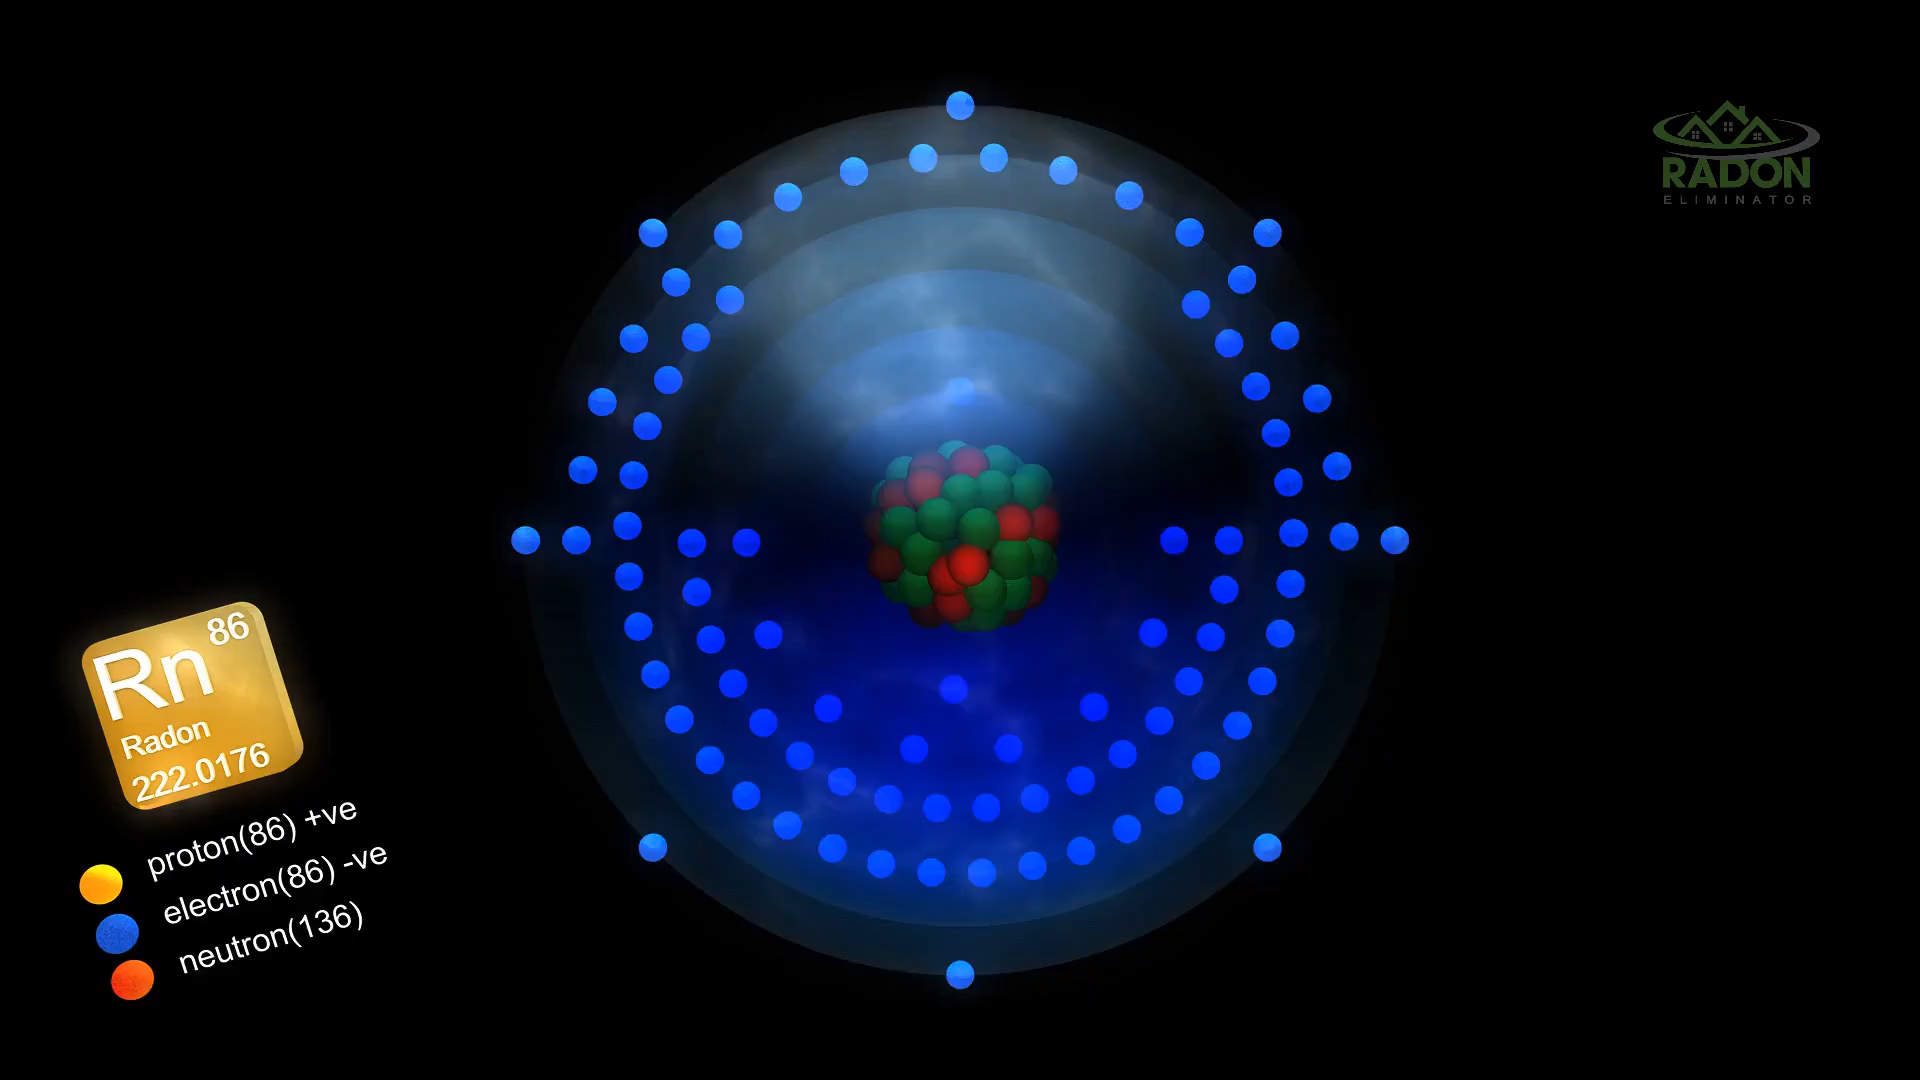 RADON
ELIMINATOR
86
Rn
Radon
222.0176
proton(86) +ve
electron(86) -ve
neutron(136)